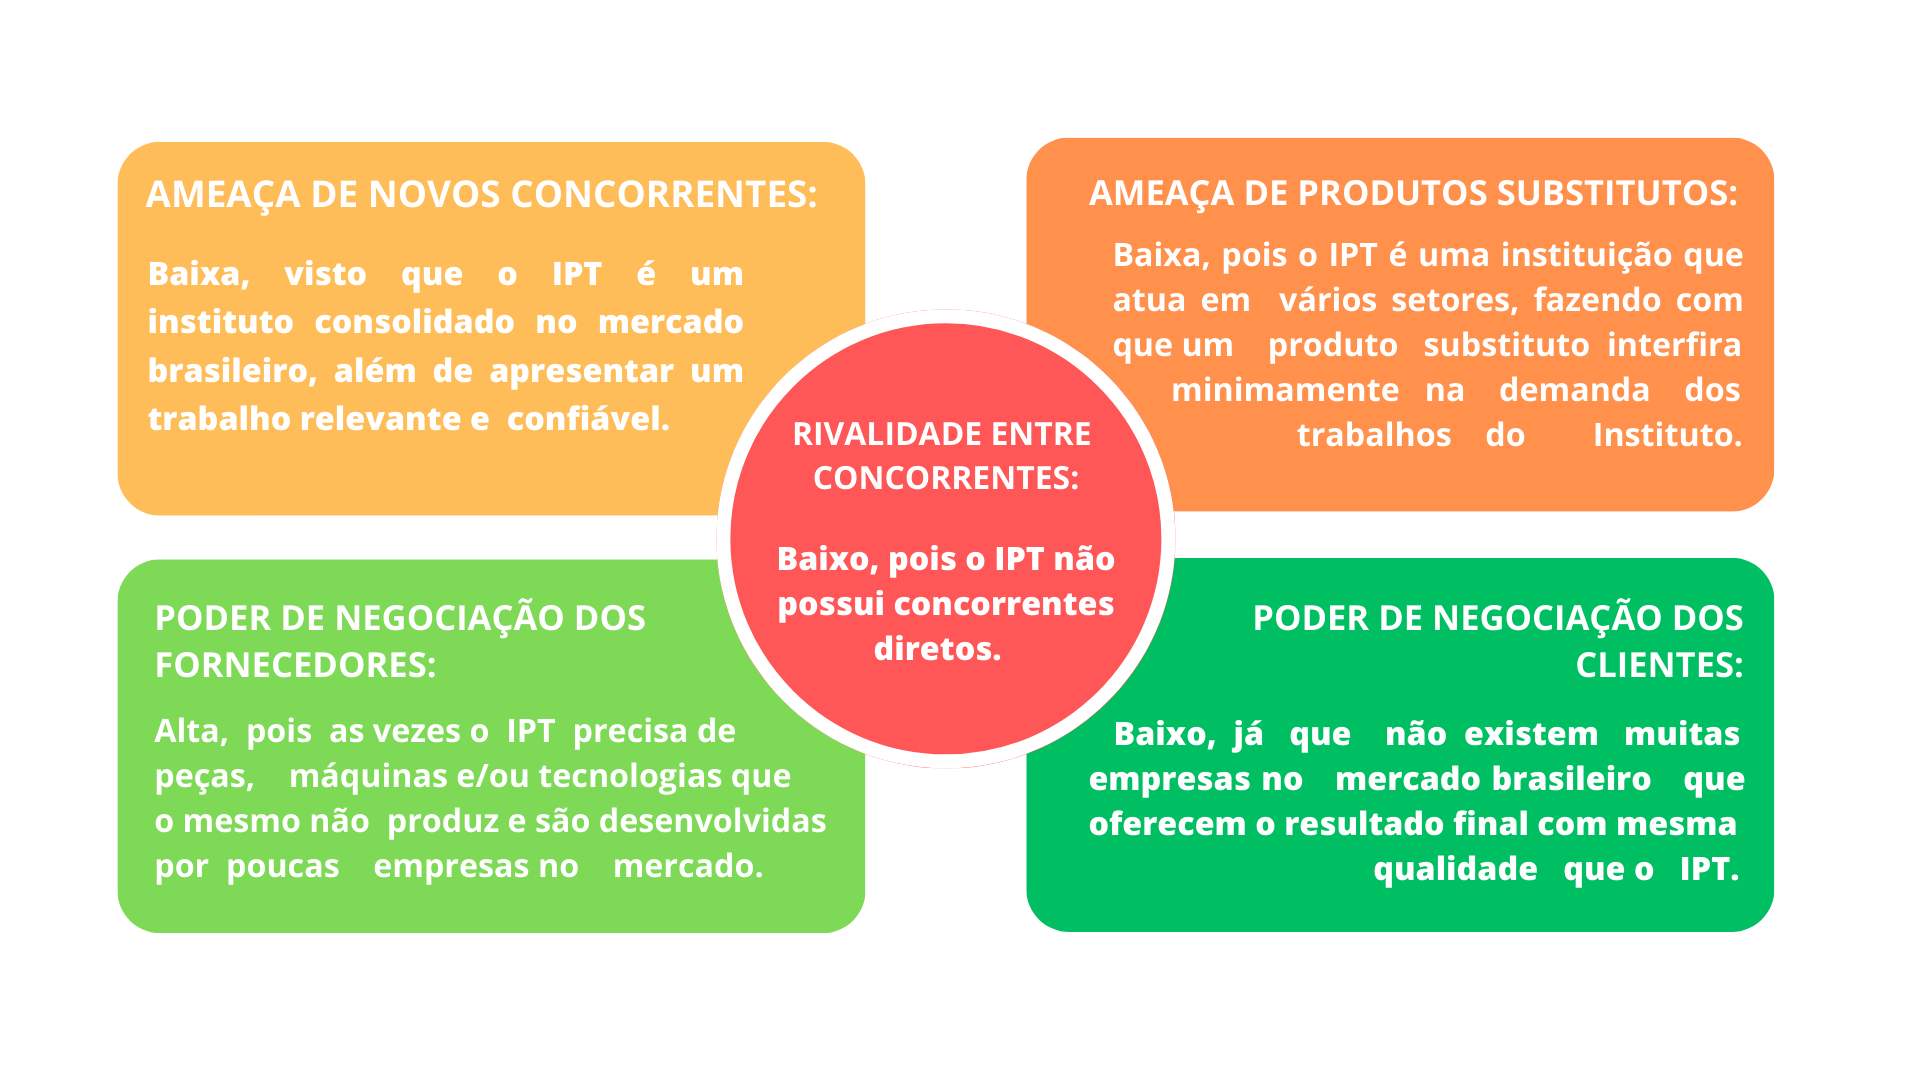 AMEAÇA DE NOVOS CONCORRENTES:
Baixa, visto que o IPT é um
instituto consolidado no mercado
brasileiro, além de apresentar um
trabalho relevante e confiável.
AMEAÇA DE PRODUTOS SUBSTITUTOS:
Baixa, pois o IPT é uma instituição que
atua em vários setores, fazendo com
que um produto substituto interfira
minimamente na demanda dos
trabalhos do Instituto.
RIVALIDADE ENTRE
CONCORRENTES:
Baixo, pois o IPT não
possui concorrentes
diretos.
PODER DE NEGOCIAÇÃO DOS
FORNECEDORES:
Alta, pois as vezes o IPT precisa de
peças, máquinas e/ou tecnologias que
o mesmo não produz e são desenvolvidas
por poucas empresas no mercado.
PODER DE NEGOCIAÇÃO DOS
CLIENTES:
Baixo, já que não existem muitas
empresas no mercado brasileiro que
oferecem o resultado final com mesma
qualidade que o IPT.